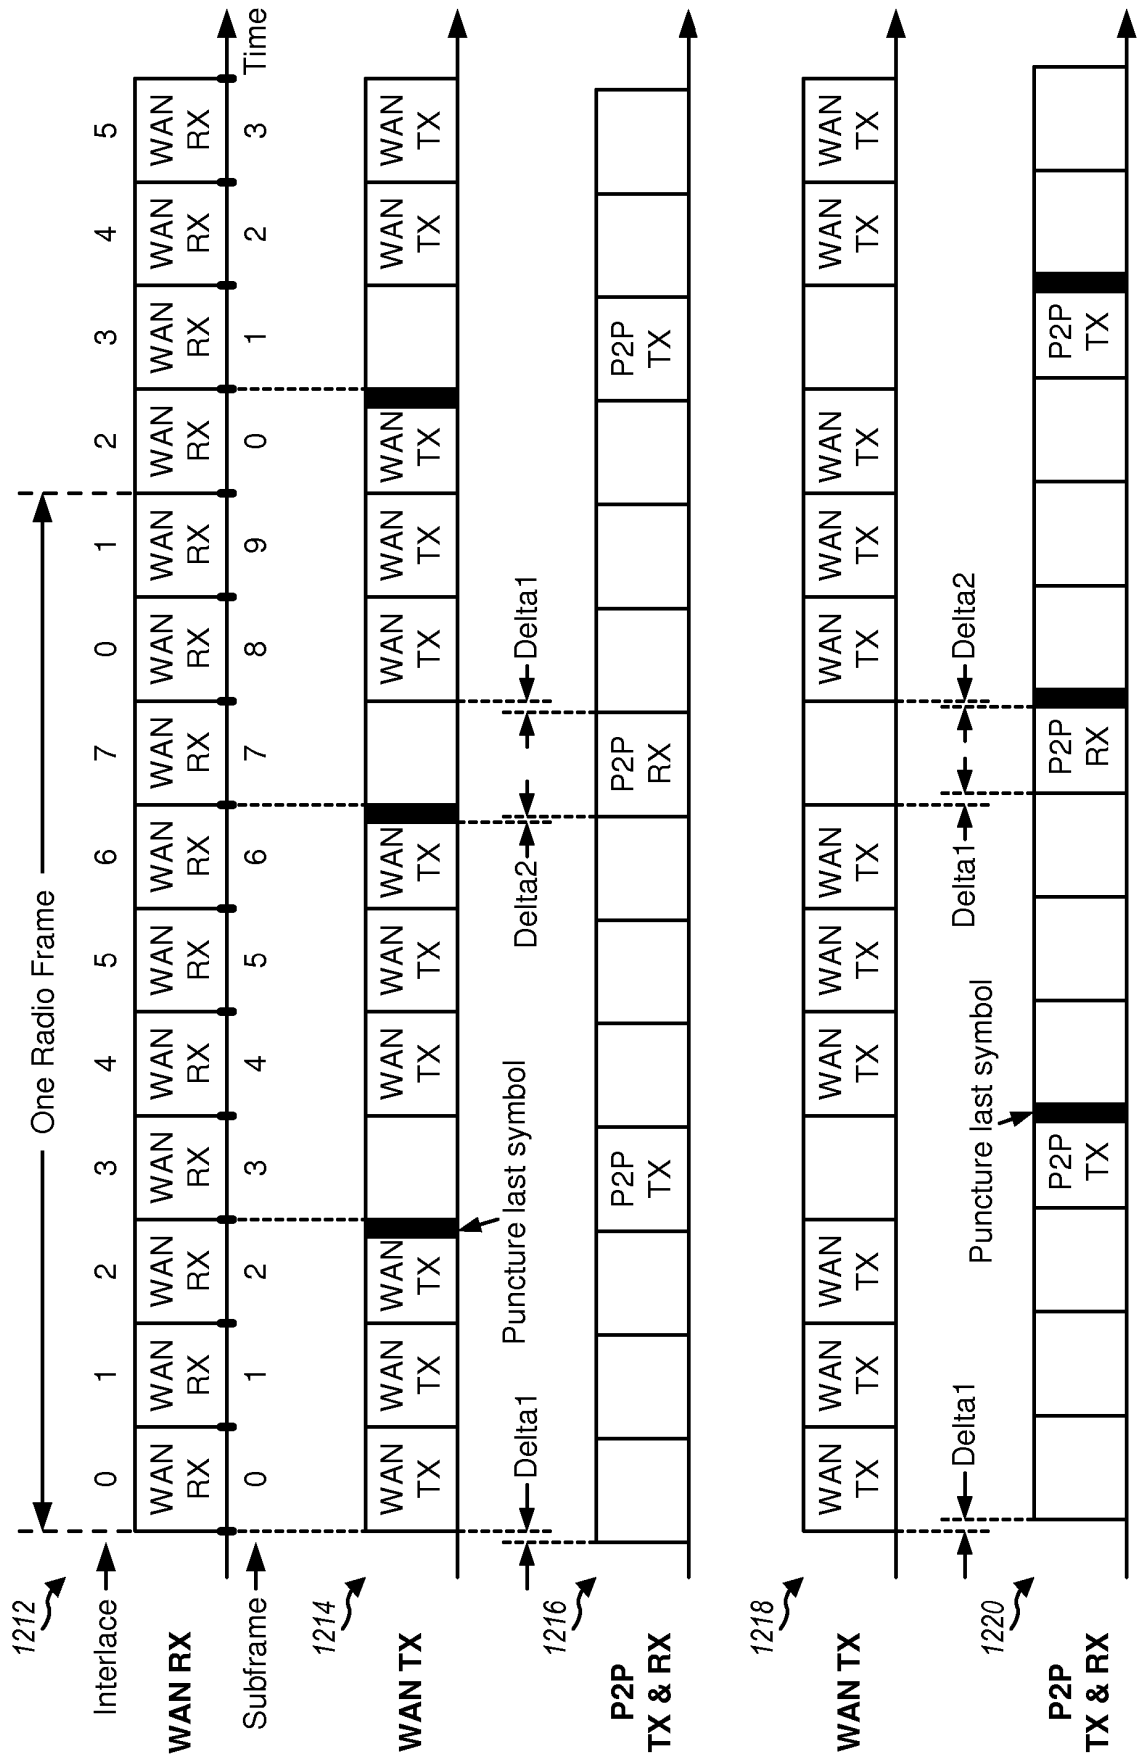 1212
One Radio Frame
Interlace 0 1 2 3 4 5 6 7 0 1 2 3 4 5
WAN RX
WAN WAN WAN WAN WAN WAN WAN WAN WAN WAN WAN WAN WAN WAN
RX RX RX RX RX RX RX RX RX RX RX RX RX RX
Subframe 0 1 2 3 4 5 6 7 8 9 0 1 2 3 Time
1214
WAN TX
WAN WAN WAN WAN WAN WAN WAN WAN WAN WAN WAN
TX TX TX TX TX TX TX TX TX TX TX
Delta1
Puncture last symbol
Delta2
Delta1
1216
P2P
TX & RX
P2P P2P P2P
TX RX TX
1218
WAN TX
WAN WAN WAN WAN WAN WAN WAN WAN WAN WAN WAN
TX TX TX TX TX TX TX TX TX TX TX
Delta1
Puncture last symbol
Delta1
Delta2
1220
P2P
TX & RX
P2P P2P P2P
TX RX TX